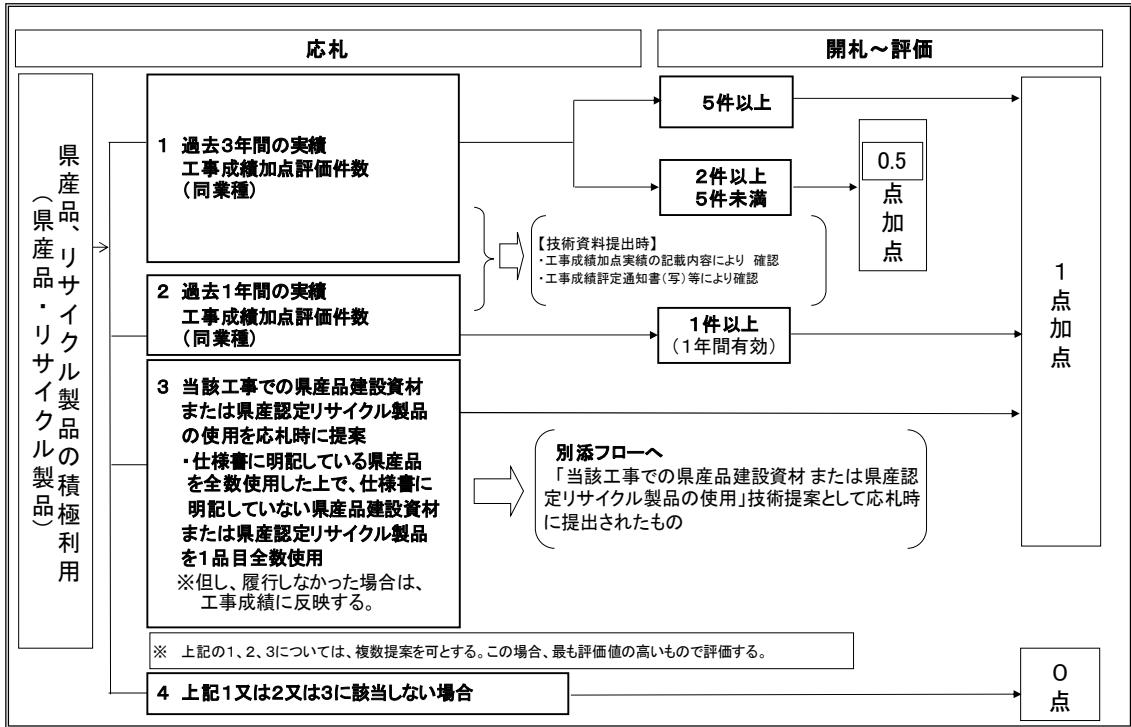 応札
開札～評価
県産品、リサイクル製品の積極利用
（県産品・リサイクル製品）
1 過去3年間の実績
工事成績加点評価件数
（同業種）
5件以上
2件以上
5件未満
0.5
点加点
【技術資料提出時】
・工事成績加点実績の記載内容により 確認
・工事成績評定通知書（写）等により確認
2 過去1年間の実績
工事成績加点評価件数
（同業種）
1件以上
（1年間有効）
1点加点
3 当該工事での県産品建設資材
または県産認定リサイクル製品
の使用を応札時に提案
・仕様書に明記している県産品
を全数使用した上で、仕様書に
明記していない県産品建設資材
または県産認定リサイクル製品
を1品目全数使用
※但し、履行しなかった場合は、
工事成績に反映する。
別添フローへ
「当該工事での県産品建設資材 または県産認
定リサイクル製品の使用」技術提案として応札時
に提出されたもの
※ 上記の1、2、3については、複数提案を可とする。この場合、最も評価値の高いもので評価する。
4 上記1又は2又は3に該当しない場合
0点